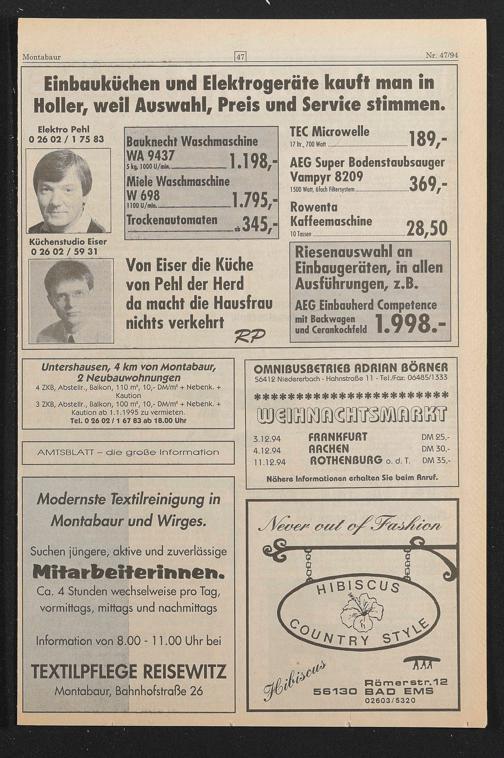 Montabaur 47 Nr. 47/94
Einbauküchen und Elektrogeräte kauft man in
Holler, weil Auswahl, Preis und Service stimmen.
Elektro Pehl
0 26 02 / 1 75 83
Küchenstudio Eiser
0 26 02 / 59 31
Bauknecht Waschmaschine
WA 9437
5 kg, 1000 U/min. 1.198,-
Miele Waschmaschine
W 698
1100 U/min. 1.795,-
Trockenautomaten ab 345,-
TEC Microwelle
17 ltr., 700 Watt 189,-
AEG Super Bodenstaubsauger
Vampyr 8209
1500 Watt, 6fach Filtersystem 369,-
Rowenta
Kaffeemaschine
10 Tassen 28,50
Von Eiser die Küche
von Pehl der Herd
da macht die Hausfrau
nichts verkehrt
RP
Riesenauswahl an
Einbaugeräten, in allen
Ausführungen, z.B.
AEG Einbauherd Competence
mit Backwagen
und Cerankochfeld 1.998.-
Untershausen, 4 km von Montabaur,
2 Neubauwohnungen
4 ZKB, Abstellr., Balkon, 110 m², 10,- DM/m² + Nebenk. +
Kaution
3 ZKB, Abstellr., Balkon, 100 m², 10,- DM/m² + Nebenk. +
Kaution ab 1.1.1995 zu vermieten.
Tel. 0 26 02 / 1 67 83 ab 18.00 Uhr
AMTSBLATT – die große Information
OMNIBUSBETRIEB ADRIAN BÖRNER
56412 Niedererbach - Hahnstraße 11 - Tel./Fax: 06485/1333
WEIHNACHTSMARKT
3.12.94 FRANKFURT DM 25,-
4.12.94 AACHEN DM 30,-
11.12.94 ROTHENBURG o. d. T. DM 35,-
Nähere Informationen erhalten Sie beim Anruf.
Modernste Textilreinigung in
Montabaur und Wirges.
Suchen jüngere, aktive und zuverlässige
Mitarbeiterinnen.
Ca. 4 Stunden wechselweise pro Tag,
vormittags, mittags und nachmittags
Information von 8.00 - 11.00 Uhr bei
TEXTILPFLEGE REISEWITZ
Montabaur, Bahnhofstraße 26
Never out of Fashion
HIBISCUS
COUNTRY STYLE
Hibiscus
Römerstr. 12
56130 BAD EMS
02603/5320